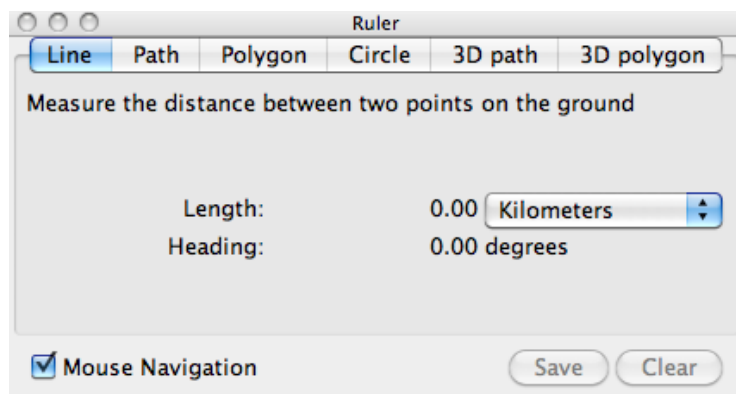 Ruler
Line Path Polygon Circle 3D path 3D polygon
Measure the distance between two points on the ground
Length: 0.00 Kilometers
Heading: 0.00 degrees
Mouse Navigation Save Clear